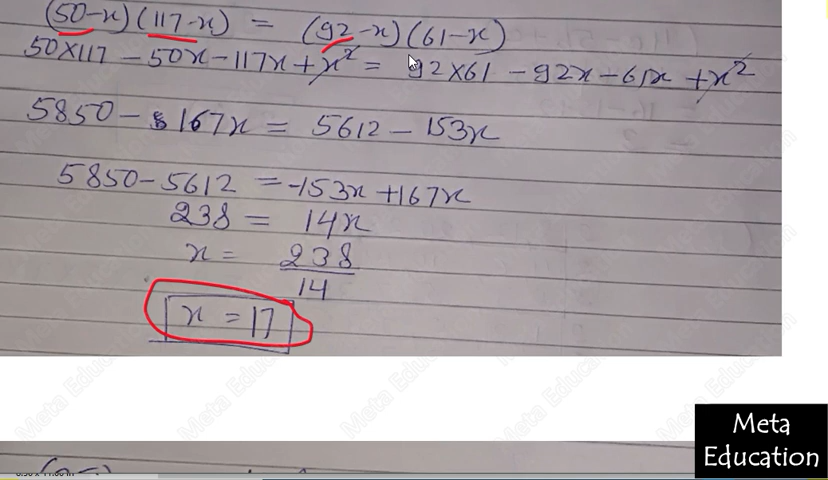 (50-x)(117-x) = (92-x)(61-x)
50×117 - 50x - 117x + x² = 92×61 - 92x - 61x + x²
5850 - 167x = 5612 - 153x
5850 - 5612 = -153x + 167x
238 = 14x
x = 238
14
x = 17
Meta
Education